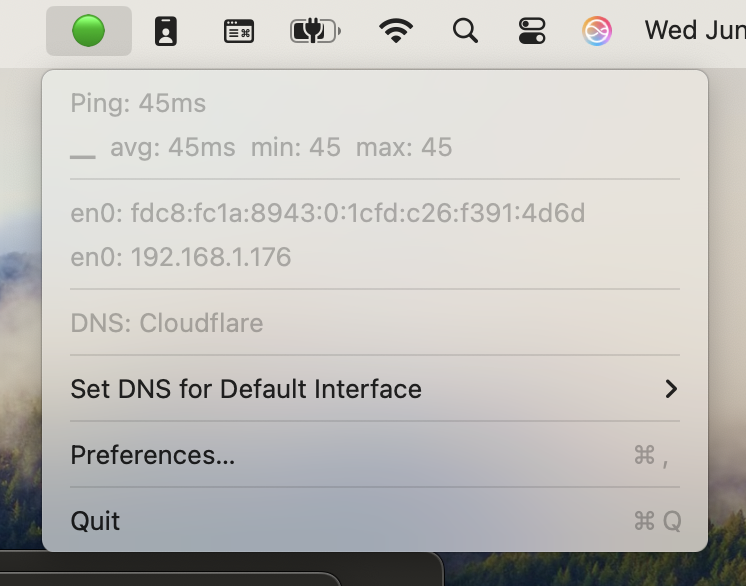 Wed Jun
Ping: 45ms
▁▁ avg: 45ms min: 45 max: 45
en0: fdc8:fc1a:8943:0:1cfd:c26:f391:4d6d
en0: 192.168.1.176
DNS: Cloudflare
Set DNS for Default Interface
Preferences... ⌘ ,
Quit ⌘ Q